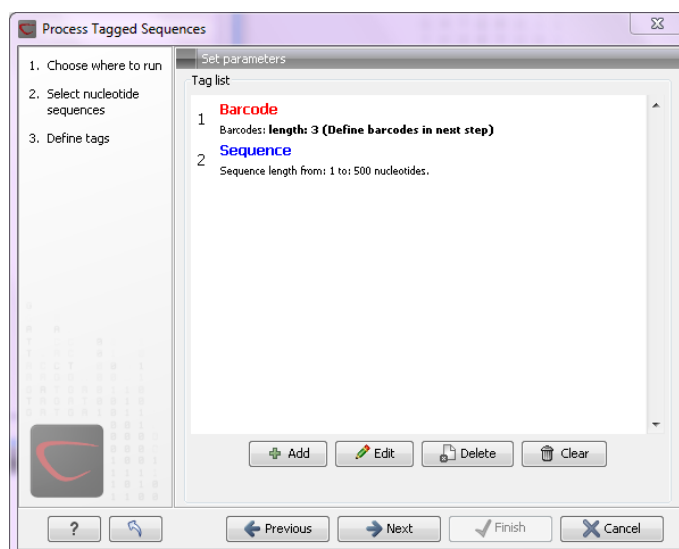 Process Tagged Sequences
1. Choose where to run
2. Select nucleotide
sequences
3. Define tags
Set parameters
Tag list
1 Barcode
Barcodes: length: 3 (Define barcodes in next step)
2 Sequence
Sequence length from: 1 to: 500 nucleotides.
Add Edit Delete Clear
? Previous Next Finish Cancel